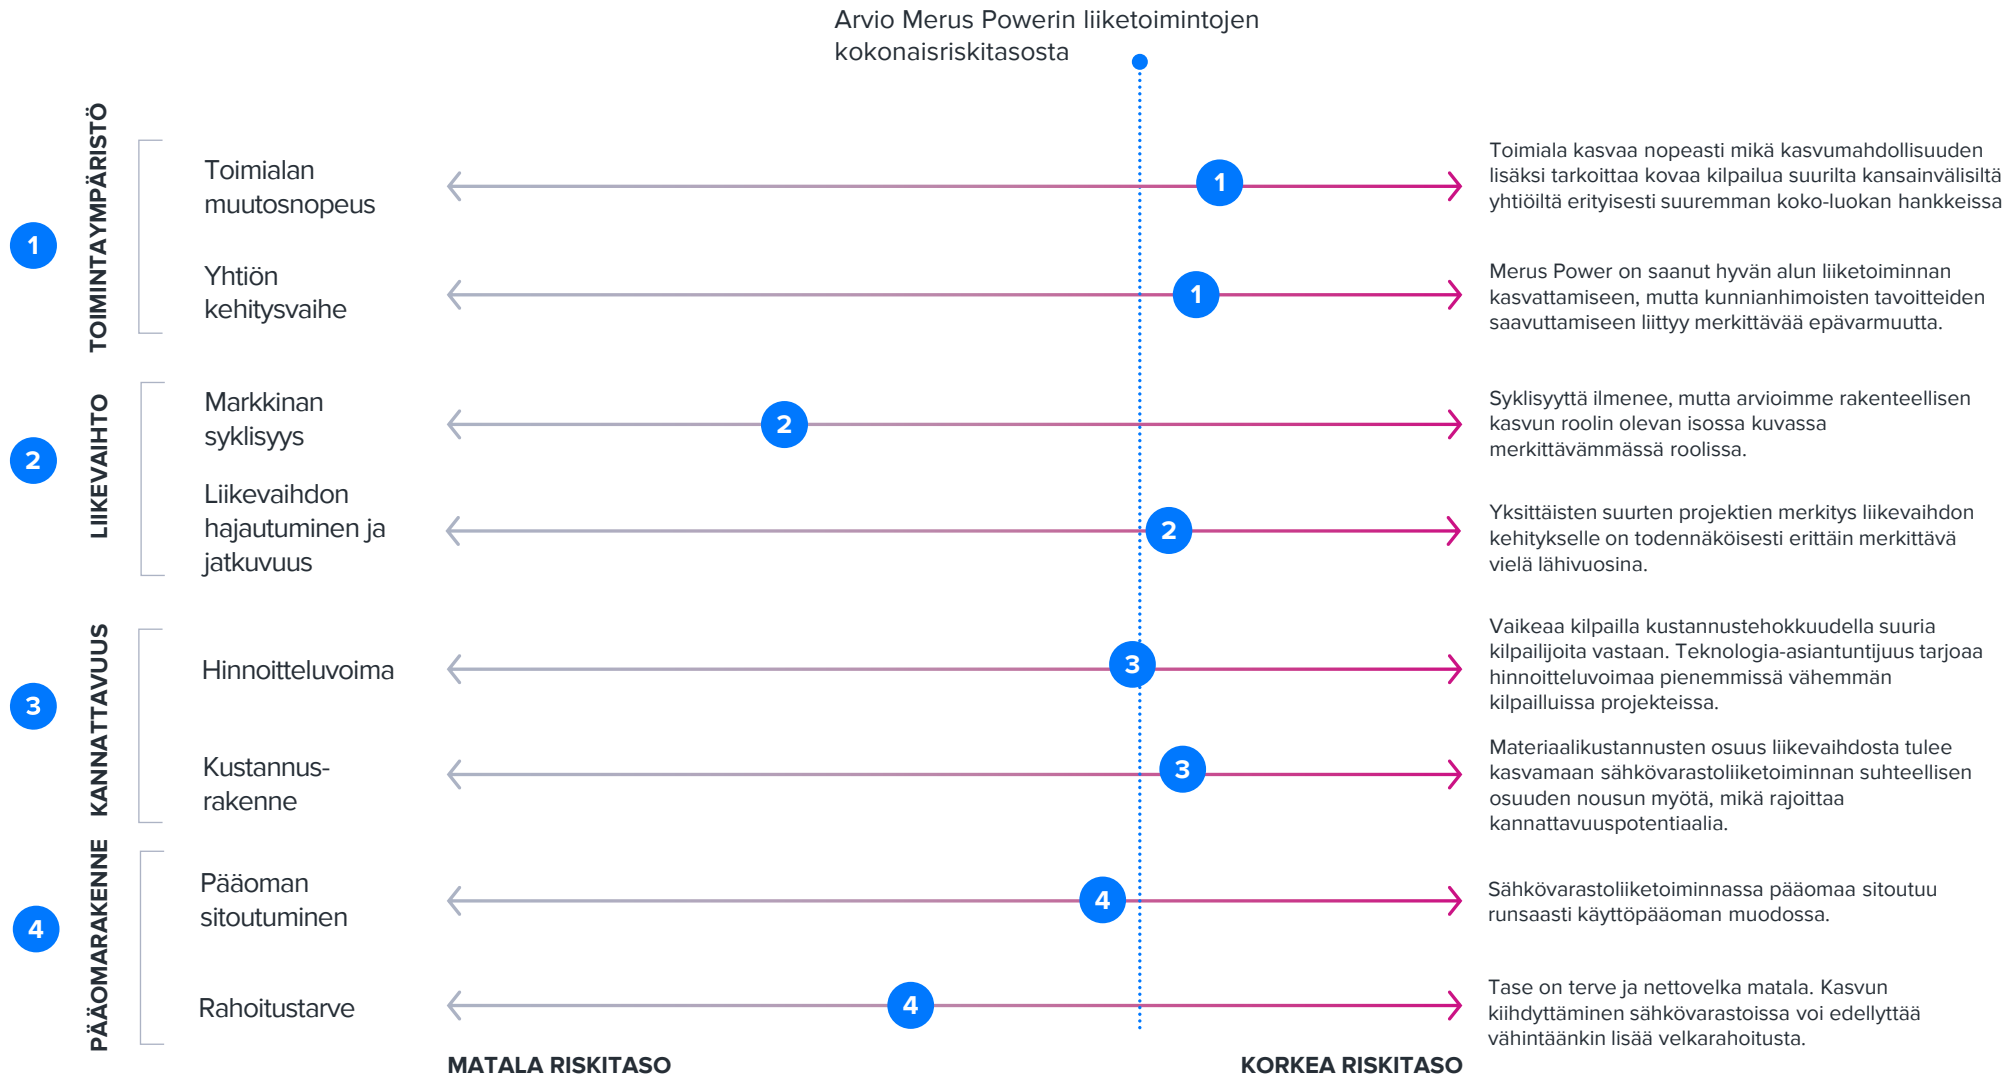 Arvio Merus Powerin liiketoimintojen
kokonaisriskitasosta
1
TOIMINTAYMPÄRISTÖ
Toimialan
muutosnopeus
1
Toimiala kasvaa nopeasti mikä kasvumahdollisuuden
lisäksi tarkoittaa kovaa kilpailua suurilta kansainvälisiltä
yhtiöiltä erityisesti suuremman koko-luokan hankkeissa
Yhtiön
kehitysvaihe
1
Merus Power on saanut hyvän alun liiketoiminnan
kasvattamiseen, mutta kunnianhimoisten tavoitteiden
saavuttamiseen liittyy merkittävää epävarmuutta.
2
LIIKEVAIHTO
Markkinan
syklisyys
2
Syklisyyttä ilmenee, mutta arvioimme rakenteellisen
kasvun roolin olevan isossa kuvassa
merkittävämmässä roolissa.
Liikevaihdon
hajautuminen ja
jatkuvuus
2
Yksittäisten suurten projektien merkitys liikevaihdon
kehitykselle on todennäköisesti erittäin merkittävä
vielä lähivuosina.
3
KANNATTAVUUS
Hinnoitteluvoima
3
Vaikeaa kilpailla kustannustehokkuudella suuria
kilpailijoita vastaan. Teknologia-asiantuntijuus tarjoaa
hinnoitteluvoimaa pienemmissä vähemmän
kilpailluissa projekteissa.
Kustannus-
rakenne
3
Materiaalikustannusten osuus liikevaihdosta tulee
kasvamaan sähkövarastoliiketoiminnan suhteellisen
osuuden nousun myötä, mikä rajoittaa
kannattavuuspotentiaalia.
4
PÄÄOMARAKENNE
Pääoman
sitoutuminen
4
Sähkövarastoliiketoiminnassa pääomaa sitoutuu
runsaasti käyttöpääoman muodossa.
Rahoitustarve
4
Tase on terve ja nettovelka matala. Kasvun
kiihdyttäminen sähkövarastoissa voi edellyttää
vähintäänkin lisää velkarahoitusta.
MATALA RISKITASO
KORKEA RISKITASO